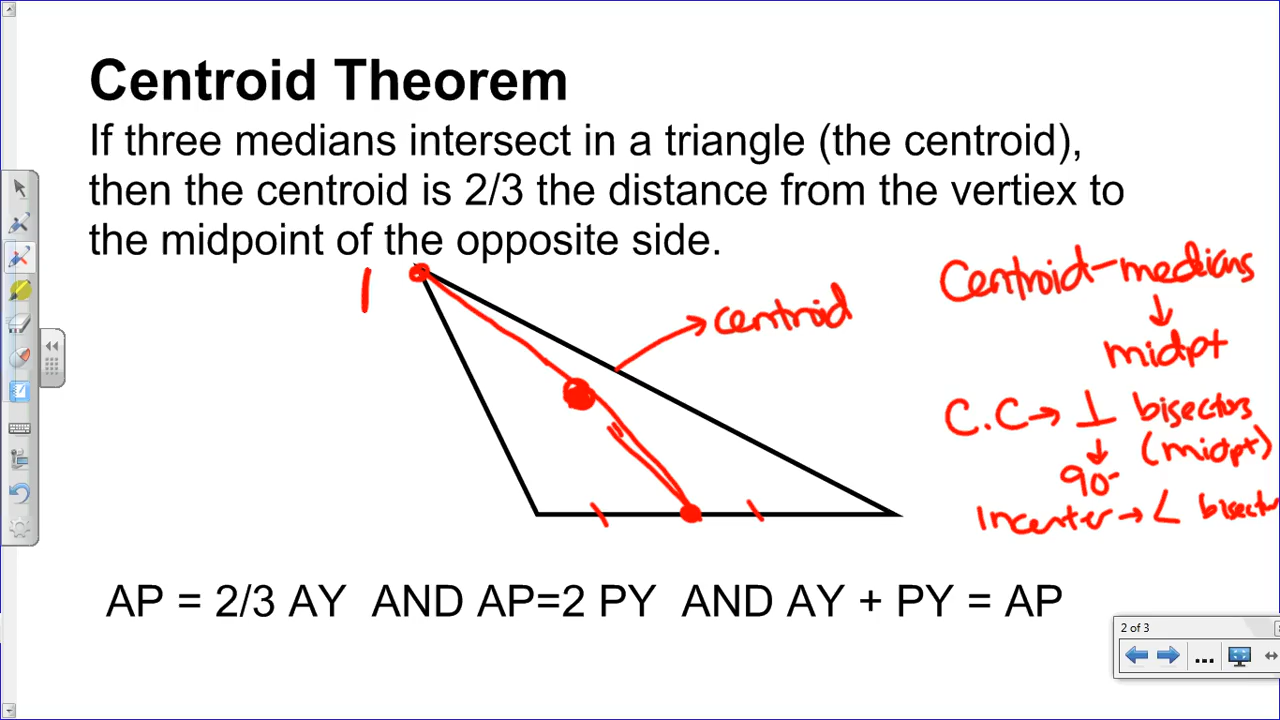 Centroid Theorem
If three medians intersect in a triangle (the centroid),
then the centroid is 2/3 the distance from the vertiex to
the midpoint of the opposite side.
centroid
Centroid-medians
↓
midpt
C.C → ⊥ bisectors
↓ (midpt)
90°
Incenter → ∠ bisector
AP = 2/3 AY AND AP=2 PY AND AY + PY = AP
2 of 3